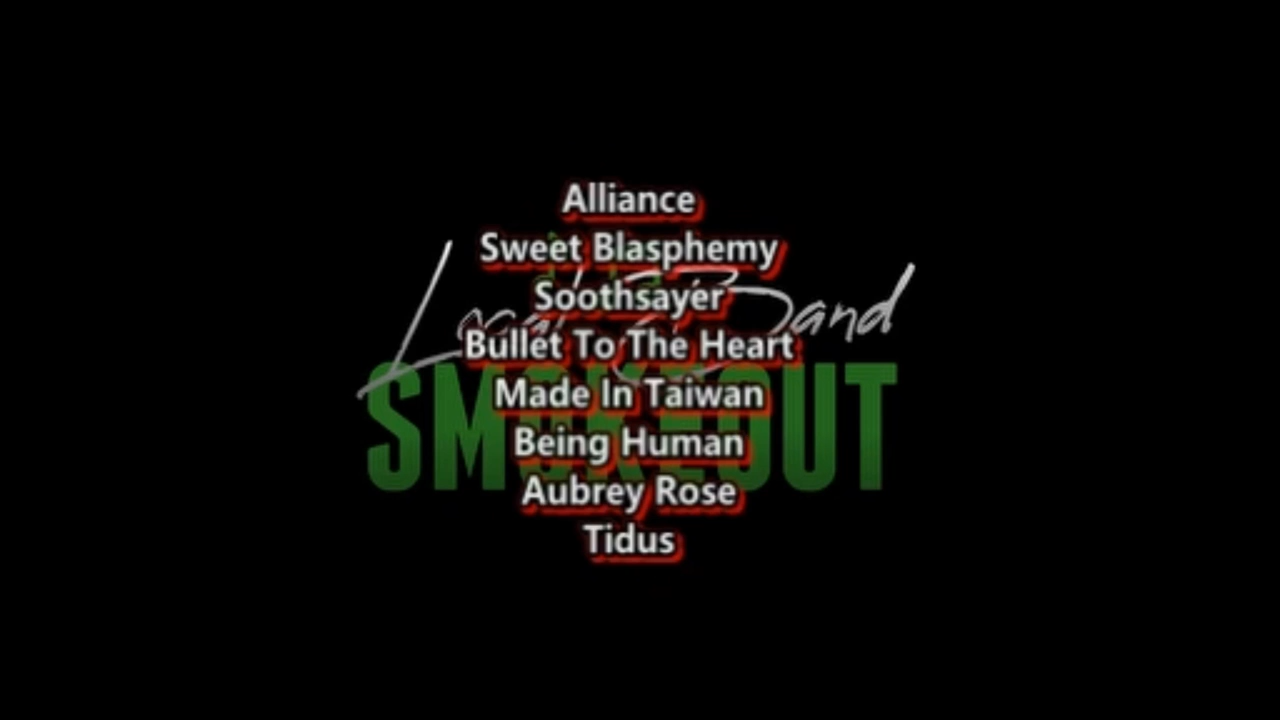 Alliance
Sweet Blasphemy
Soothsayer
Bullet To The Heart
Made In Taiwan
Being Human
Aubrey Rose
Tidus
Local Band
SMOKEOUT